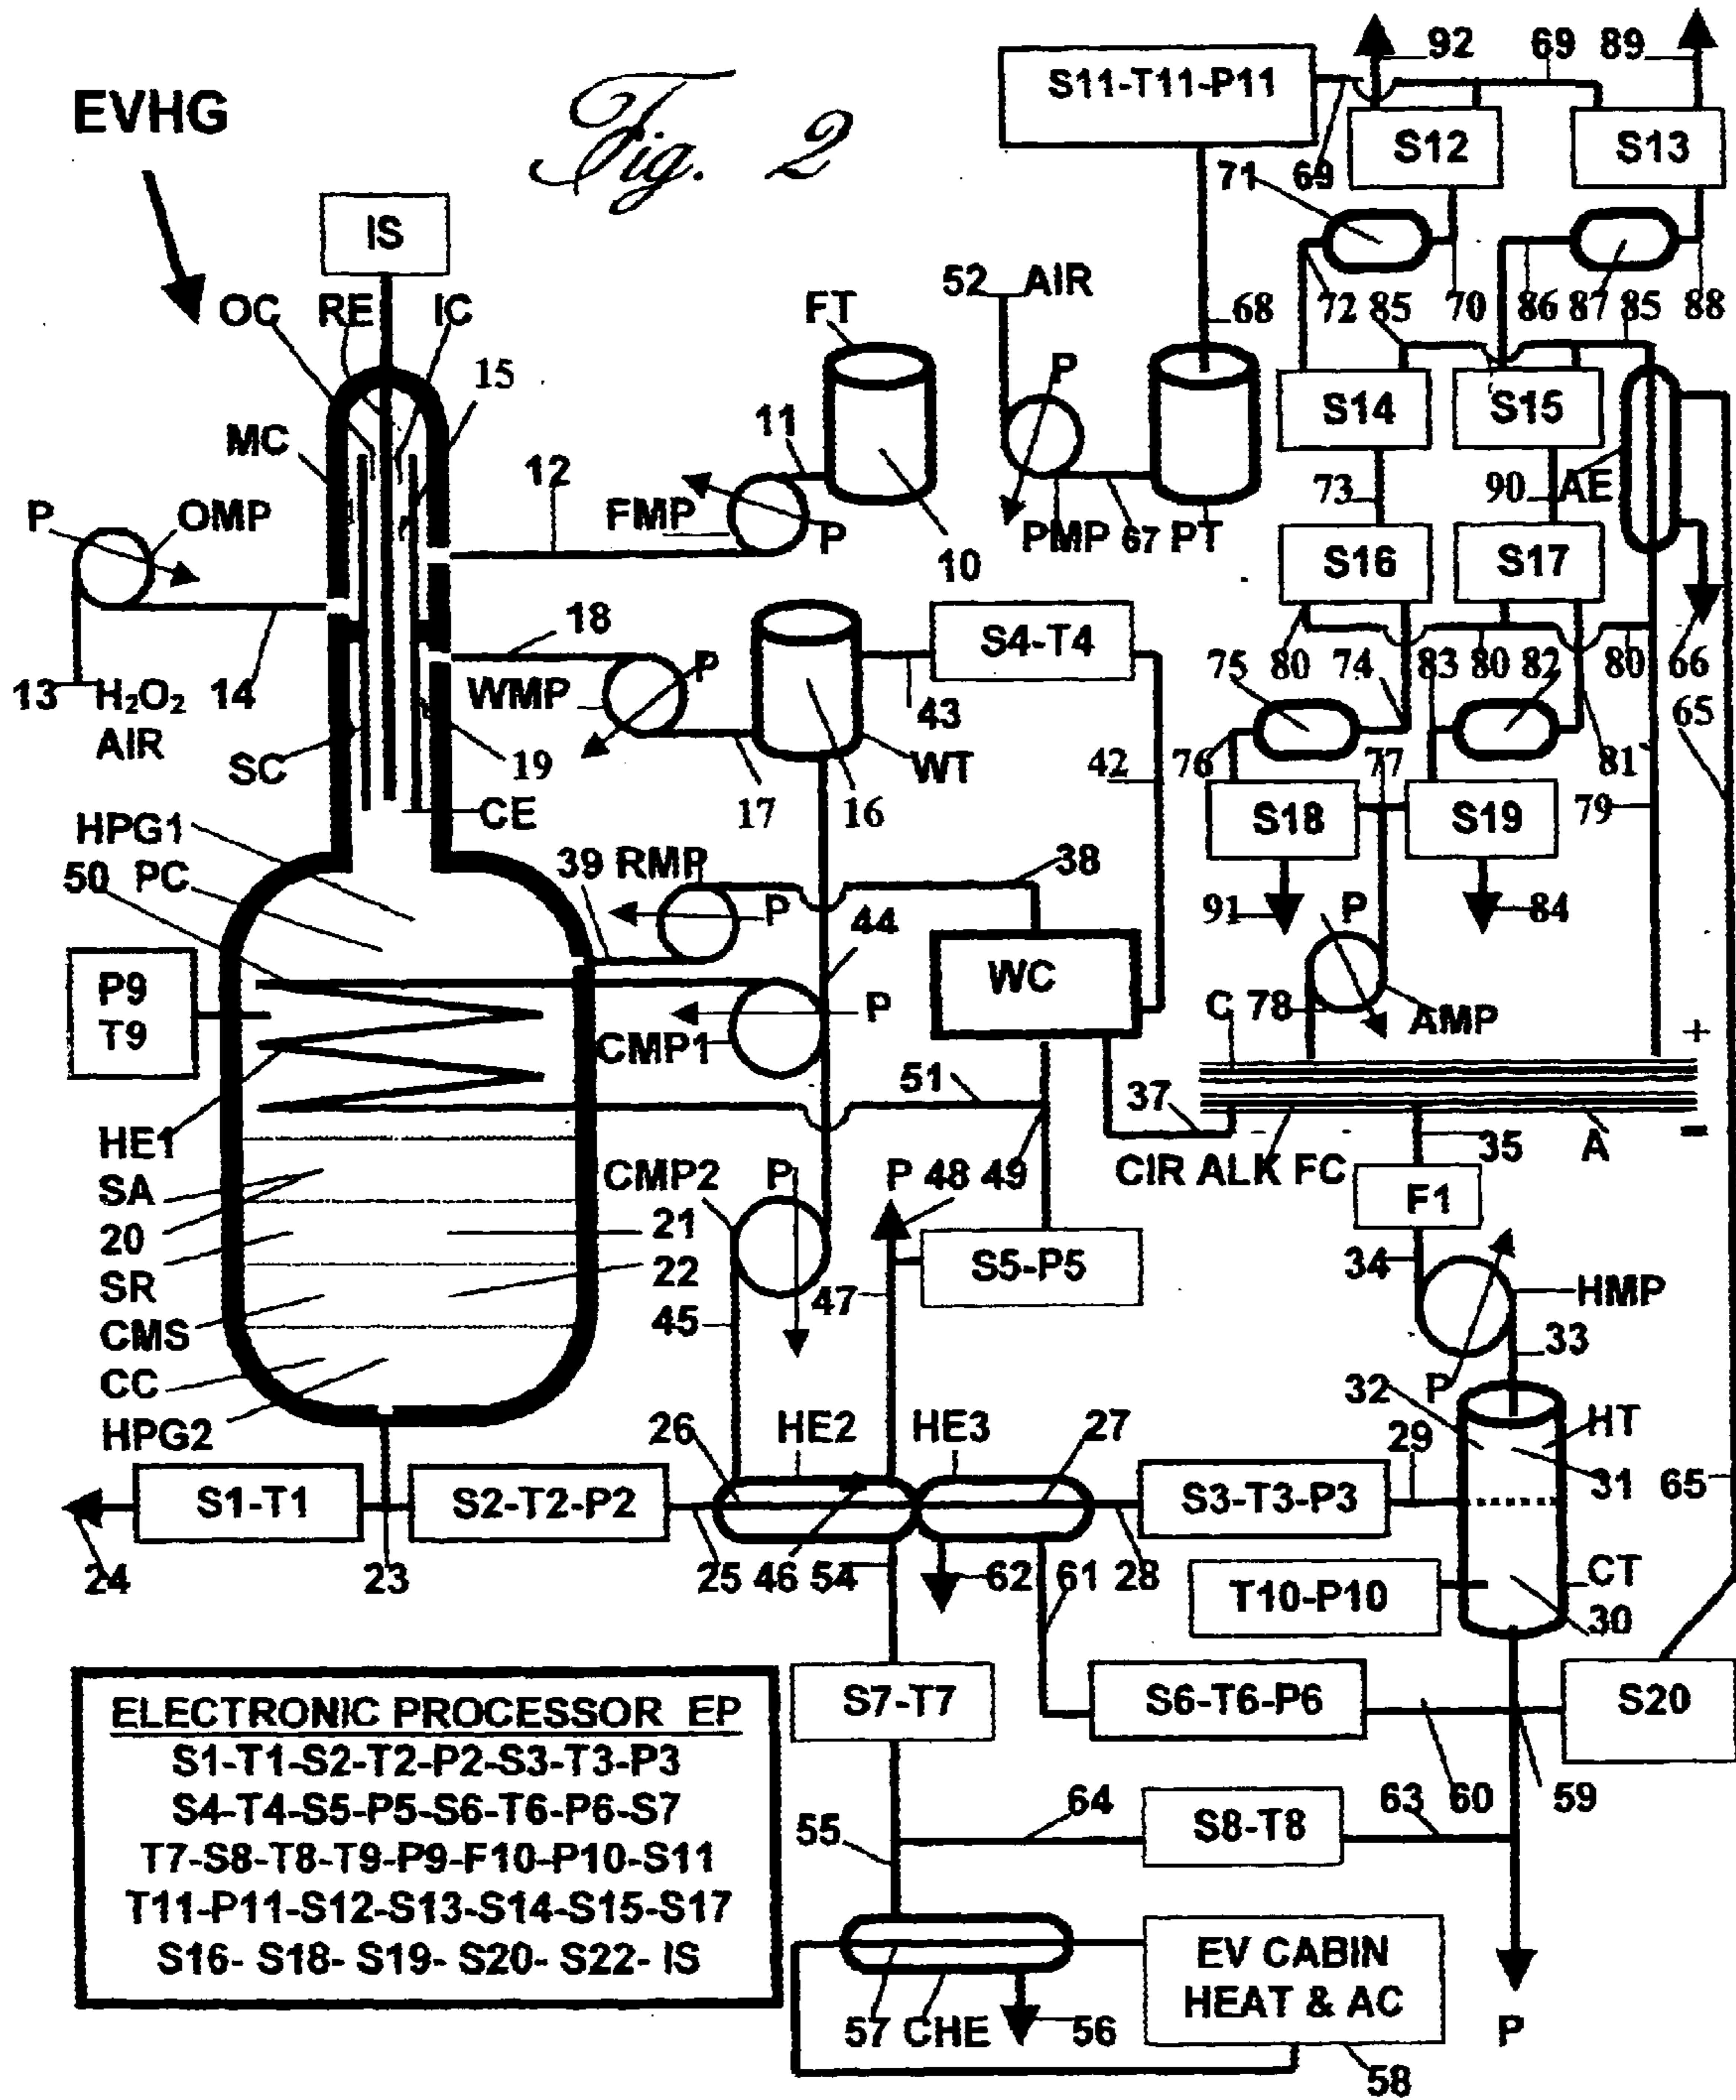 EVHG
Fig. 2
S11-T11-P11
92
69 89
S12
S13
71
69
IS
OC
RE
IC
15
FT
52 AIR
68
72 85
70
86 87 85
88
MC
12
11
P
S14
S15
P
OMP
FMP
P
10
PMP 67 PT
73
90
AE
S16
S17
18
S4-T4
13
H₂O₂
AIR
14
WMP
P
43
75 80 74
83 80 82
80
66
65
SC
19
17
16
WT
42
76
77
81
79
CE
S18
S19
HPG1
50 PC
39 RMP
38
P
44
91
P
84
P9
T9
WC
C 78
AMP
+
CMP1
P
51
37
HE1
SA
20
SR
CMS
CC
HPG2
CMP2
P
P 48 49
CIR ALK FC
35
A
-
F1
21
22
45
47
S5-P5
34
HMP
33
32
P
26
HE2
HE3
27
29
HT
31
65
S1-T1
S2-T2-P2
S3-T3-P3
24
23
25 46 54
62 61 28
T10-P10
CT
30
S7-T7
S6-T6-P6
S20
ELECTRONIC PROCESSOR EP
S1-T1-S2-T2-P2-S3-T3-P3
S4-T4-S5-P5-S6-T6-P6-S7
T7-S8-T8-T9-P9-F10-P10-S11
T11-P11-S12-S13-S14-S15-S17
S16- S18- S19- S20- S22- IS
55
64
S8-T8
63 60
59
EV CABIN
HEAT & AC
57 CHE
56
58
P